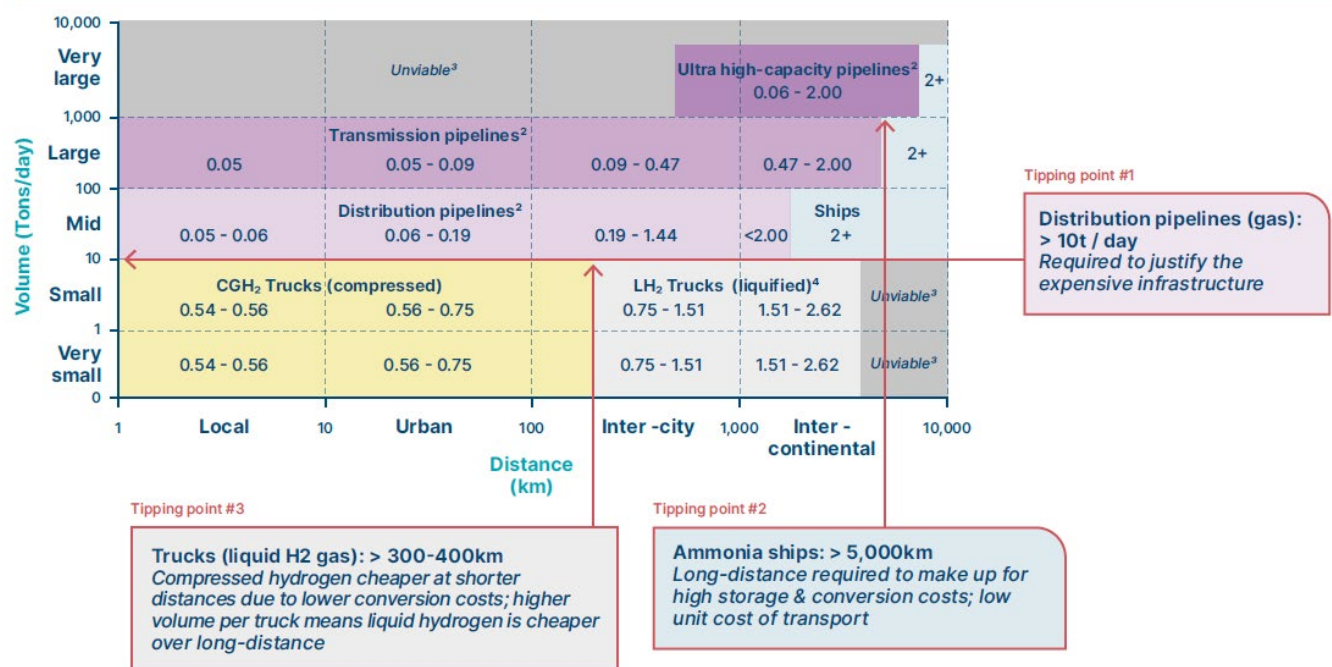 10,000
Very
large
Unviable³
Ultra high-capacity pipelines²
0.06 - 2.00
2+
1,000
Volume (Tons/day)
Large
Transmission pipelines²
0.05
0.05 - 0.09
0.09 - 0.47
0.47 - 2.00
2+
100
Mid
Distribution pipelines²
Ships
0.05 - 0.06
0.06 - 0.19
0.19 - 1.44
<2.00
2+
10
Small
CGH₂ Trucks (compressed)
LH₂ Trucks (liquified)⁴
Unviable³
0.54 - 0.56
0.56 - 0.75
0.75 - 1.51
1.51 - 2.62
1
Very
small
0.54 - 0.56
0.56 - 0.75
0.75 - 1.51
1.51 - 2.62
Unviable³
0
1
Local
10
Urban
100
Inter -city
1,000
Inter -
continental
10,000
Distance
(km)
Tipping point #1
Distribution pipelines (gas):
> 10t / day
Required to justify the
expensive infrastructure
Tipping point #3
Trucks (liquid H2 gas): > 300-400km
Compressed hydrogen cheaper at shorter
distances due to lower conversion costs; higher
volume per truck means liquid hydrogen is cheaper
over long-distance
Tipping point #2
Ammonia ships: > 5,000km
Long-distance required to make up for
high storage & conversion costs; low
unit cost of transport